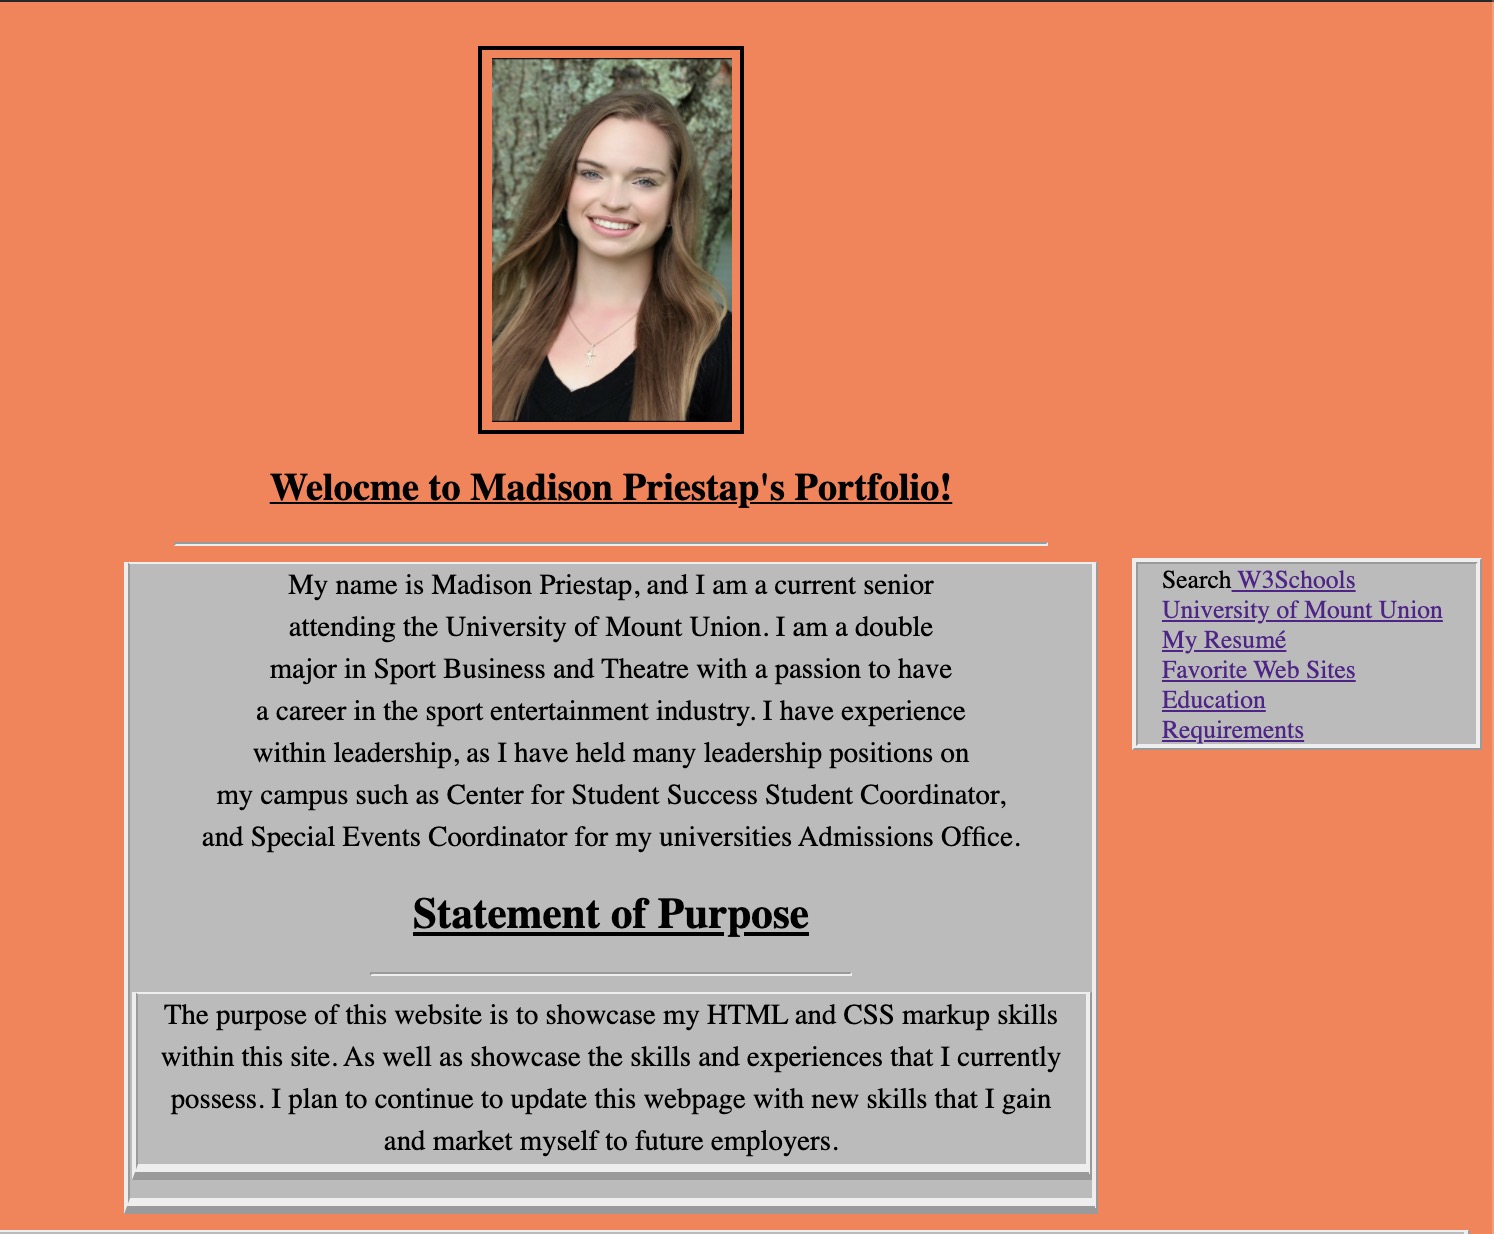 Welocme to Madison Priestap's Portfolio!
My name is Madison Priestap, and I am a current senior
attending the University of Mount Union. I am a double
major in Sport Business and Theatre with a passion to have
a career in the sport entertainment industry. I have experience
within leadership, as I have held many leadership positions on
my campus such as Center for Student Success Student Coordinator,
and Special Events Coordinator for my universities Admissions Office.
Statement of Purpose
The purpose of this website is to showcase my HTML and CSS markup skills
within this site. As well as showcase the skills and experiences that I currently
possess. I plan to continue to update this webpage with new skills that I gain
and market myself to future employers.
Search W3Schools
University of Mount Union
My Resumé
Favorite Web Sites
Education
Requirements